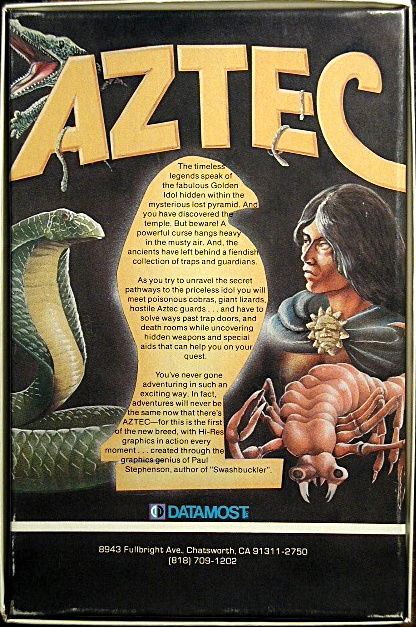 AZTEC
The timeless
legends speak of
the fabulous Golden
Idol hidden within the
mysterious lost pyramid. And
you have discovered the
temple. But beware! A
powerful curse hangs heavy
in the musty air. And, the
ancients have left behind a fiendish
collection of traps and guardians.
As you try to unravel the secret
pathways to the priceless idol you will
meet poisonous cobras, giant lizards,
hostile Aztec guards . . . and have to
solve ways past trap doors, and
death rooms while uncovering
hidden weapons and special
aids that can help you on your
quest.
You've never gone
adventuring in such an
exciting way. In fact,
adventures will never be
the same now that there's
AZTEC—for this is the first
of the new breed, with Hi-Res
graphics in action every
moment . . . created through the
graphics genius of Paul
Stephenson, author of "Swashbuckler".
DATAMOST
8943 Fullbright Ave., Chatsworth, CA 91311-2750
(818) 709-1202